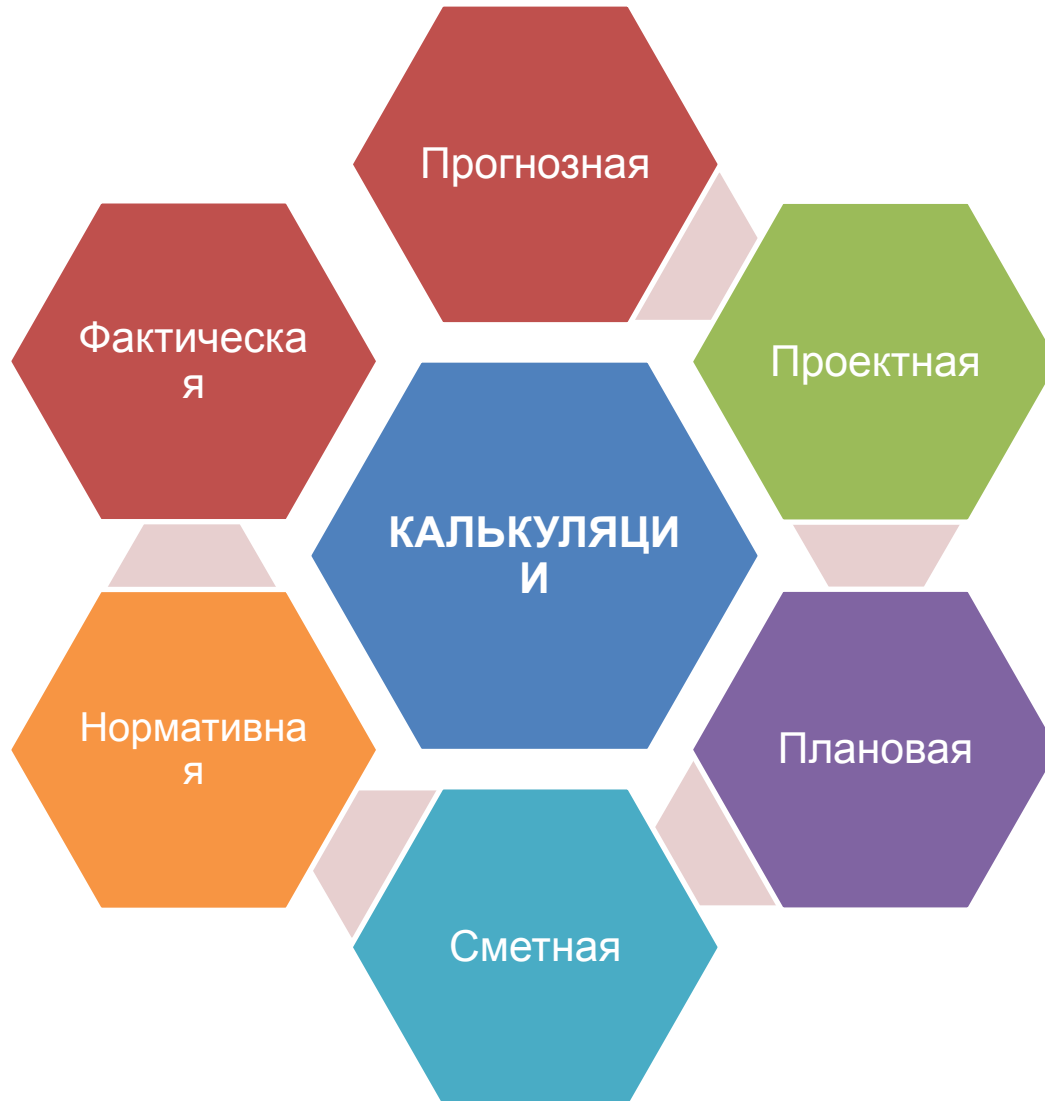 Прогнозная
Фактическа
я
Проектная
КАЛЬКУЛЯЦИ
И
Нормативна
я
Плановая
Сметная